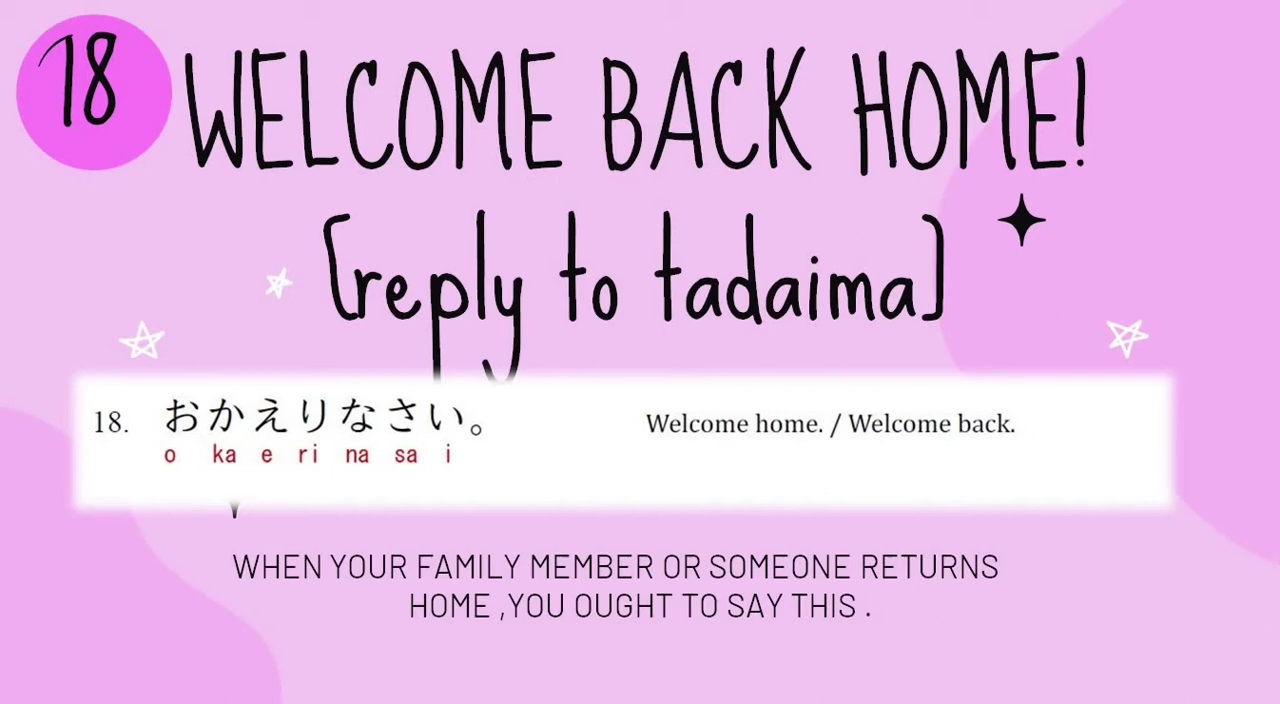 18
WELCOME BACK HOME!
[reply to tadaima]
18. おかえりなさい。 Welcome home. / Welcome back.
o ka e ri na sa i
WHEN YOUR FAMILY MEMBER OR SOMEONE RETURNS
HOME ,YOU OUGHT TO SAY THIS .